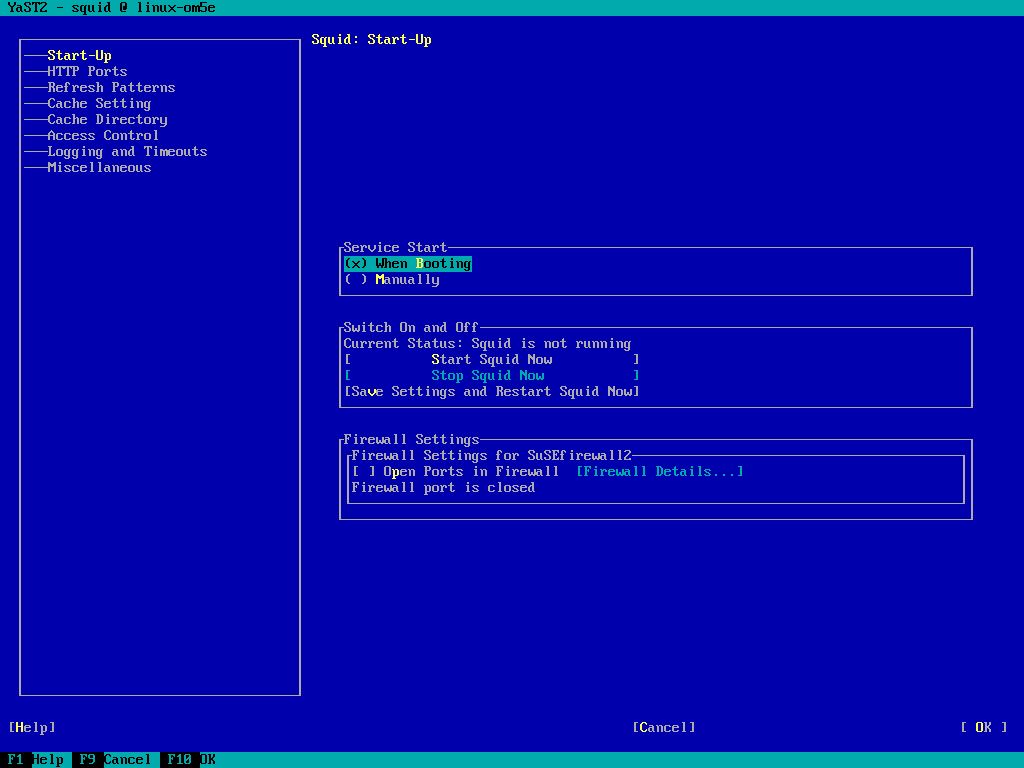 YaST2 - squid @ linux-om5e
Start-Up
HTTP Ports
Refresh Patterns
Cache Setting
Cache Directory
Access Control
Logging and Timeouts
Miscellaneous
Squid: Start-Up
Service Start
(x) When Booting
( ) Manually
Switch On and Off
Current Status: Squid is not running
[ Start Squid Now ]
[ Stop Squid Now ]
[Save Settings and Restart Squid Now]
Firewall Settings
Firewall Settings for SuSEfirewall2
[ ] Open Ports in Firewall [Firewall Details...]
Firewall port is closed
[Help] [Cancel] [ OK ]
F1 Help F9 Cancel F10 OK